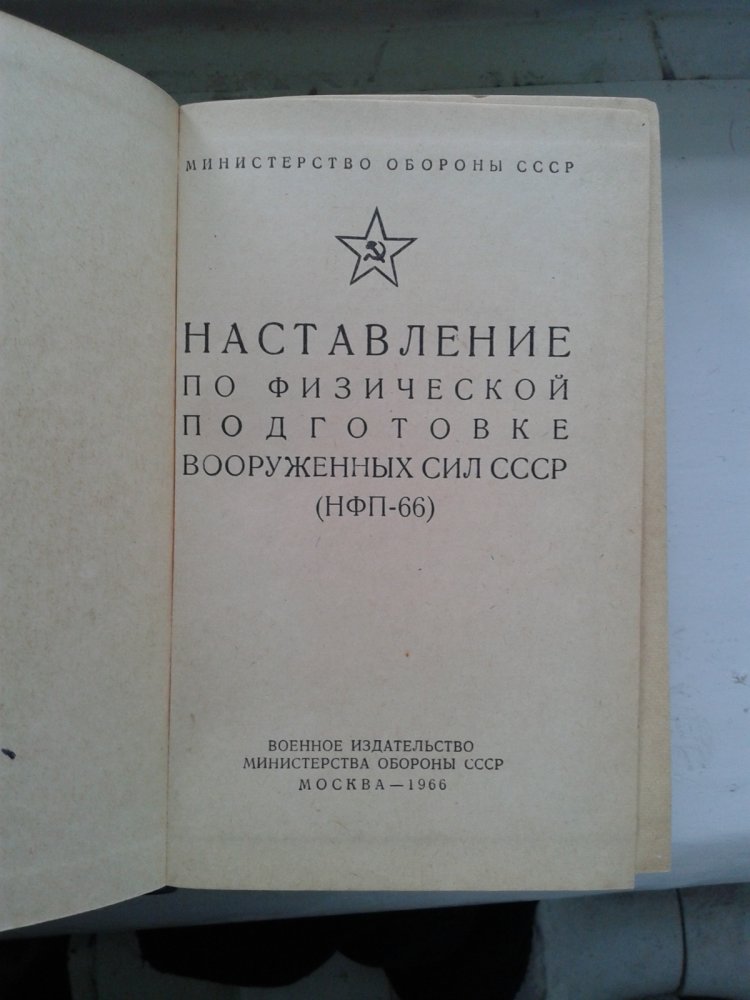 МИНИСТЕРСТВО ОБОРОНЫ СССР
НАСТАВЛЕНИЕ
ПО ФИЗИЧЕСКОЙ
ПОДГОТОВКЕ
ВООРУЖЕННЫХ СИЛ СССР
(НФП-66)
ВОЕННОЕ ИЗДАТЕЛЬСТВО
МИНИСТЕРСТВА ОБОРОНЫ СССР
МОСКВА — 1966